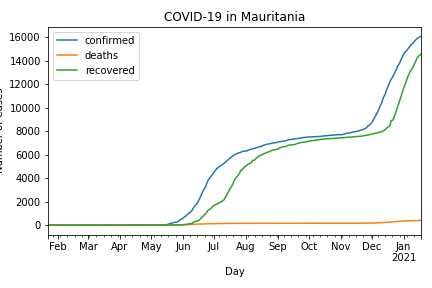 COVID-19 in Mauritania
confirmed
deaths
recovered
16000
14000
12000
10000
8000
6000
4000
2000
0
Number of cases
Feb Mar Apr May Jun Jul Aug Sep Oct Nov Dec Jan
2021
Day